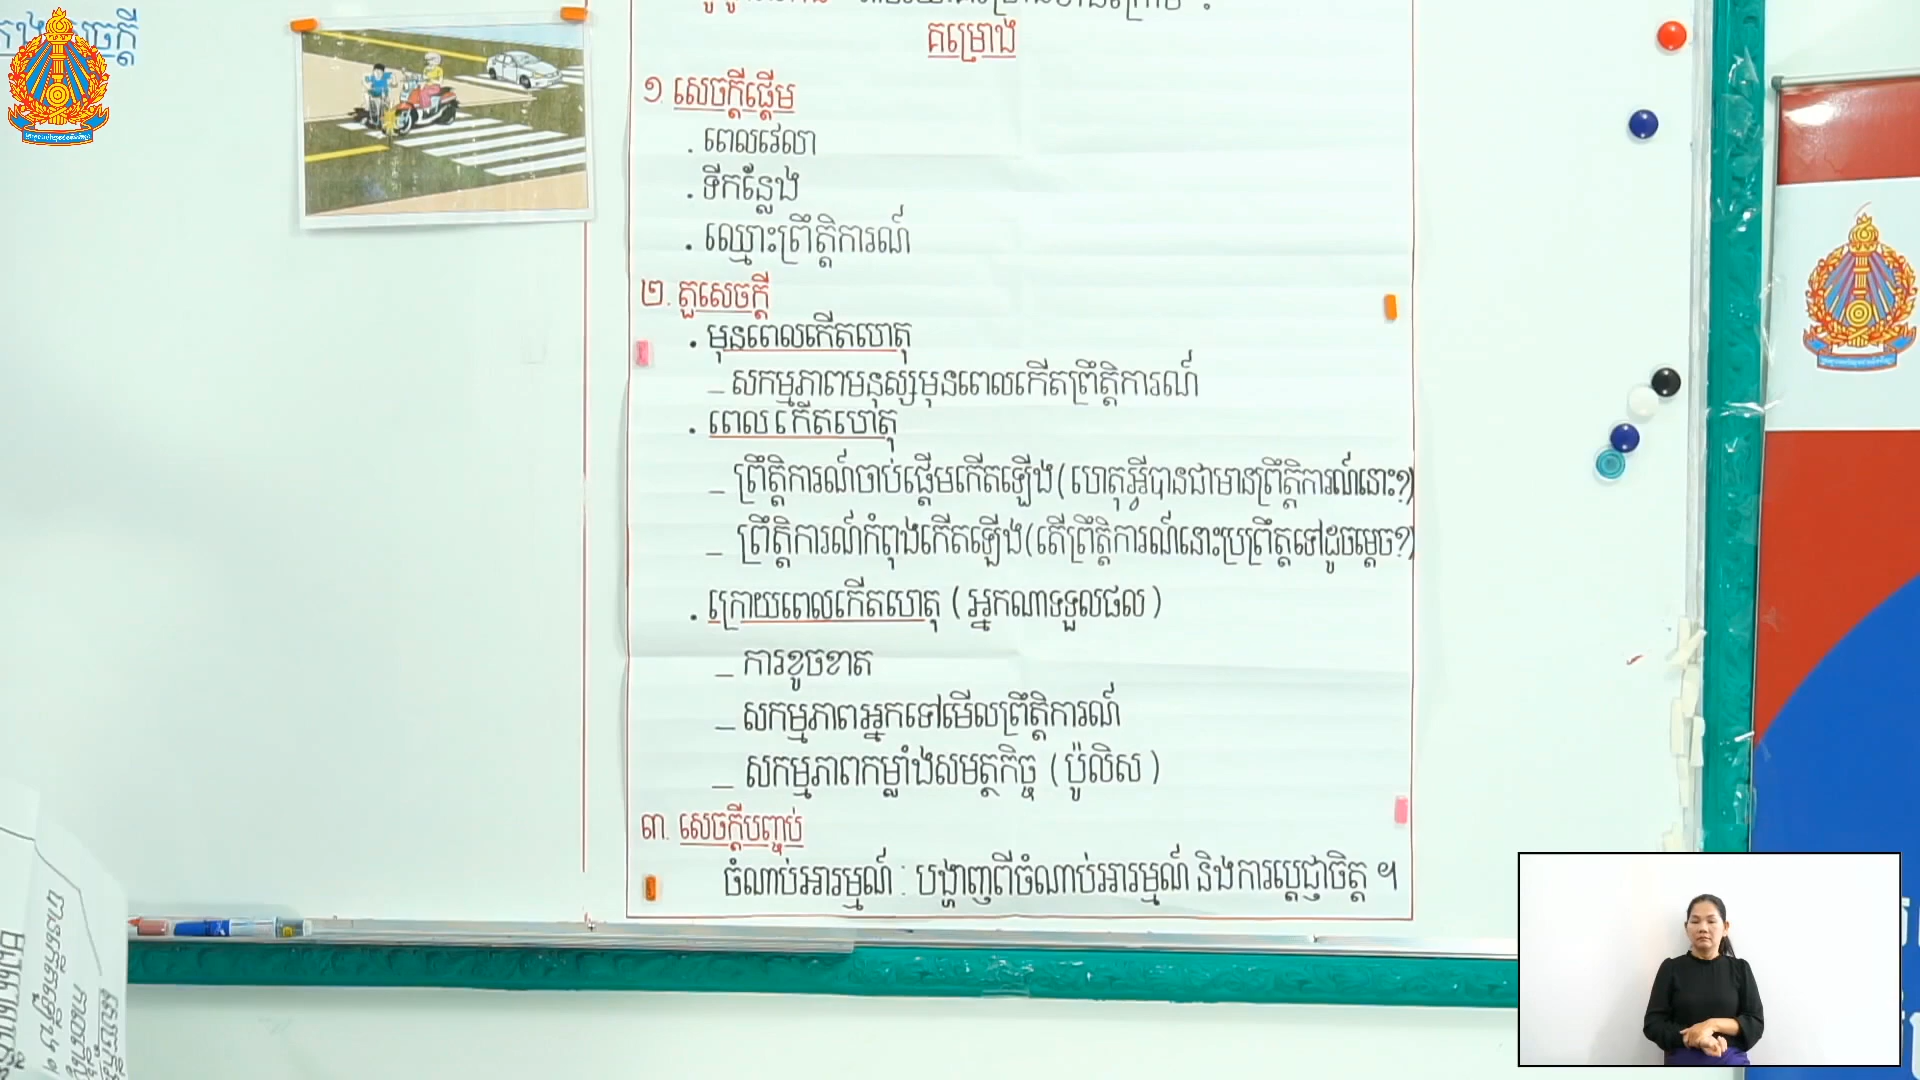 គម្រោង
១. សេចក្ដីផ្ដើម
. ពេលវេលា
. ទីកន្លែង
. ឈ្មោះព្រឹត្តិការណ៍
២. តួសេចក្ដី
. មុនពេលកើតហេតុ
_ សកម្មភាពមនុស្សមុនពេលកើតព្រឹត្តិការណ៍
. ពេលកើតហេតុ
_ ព្រឹត្តិការណ៍ចាប់ផ្ដើមកើតឡើង (ហេតុអ្វីបានជាមានព្រឹត្តិការណ៍នោះ?)
_ ព្រឹត្តិការណ៍កំពុងកើតឡើង (តើព្រឹត្តិការណ៍នោះប្រព្រឹត្តទៅដូចម្ដេច?)
. ក្រោយពេលកើតហេតុ (អ្នកណាទទួលផល)
_ ការខូចខាត
_ សកម្មភាពអ្នកទៅមើលព្រឹត្តិការណ៍
_ សកម្មភាពកម្លាំងសមត្ថកិច្ច (ប៉ូលិស)
៣. សេចក្ដីបញ្ចប់
ចំណាប់អារម្មណ៍ : បង្ហាញពីចំណាប់អារម្មណ៍ និងការប្ដេជ្ញាចិត្ត ។